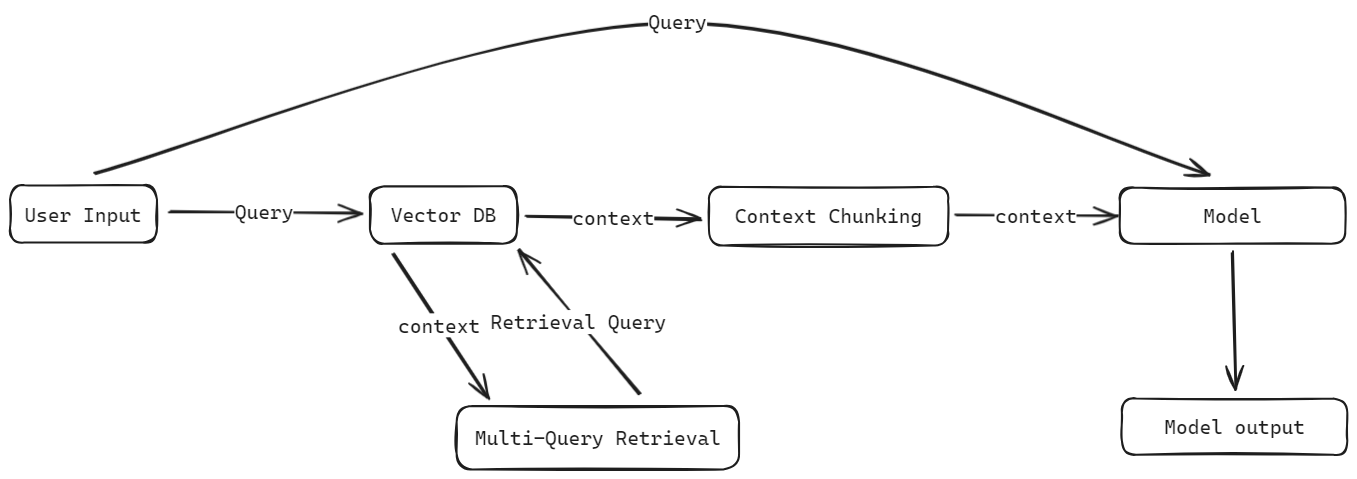 Query
User Input
Query
Vector DB
context
Context Chunking
context
Model
context
Retrieval Query
Multi-Query Retrieval
Model output